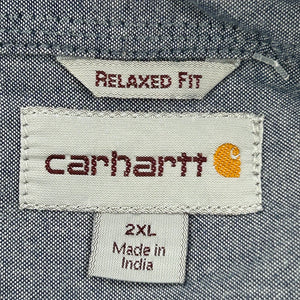 RELAXED FIT
carhartt
2XL
Made in
India